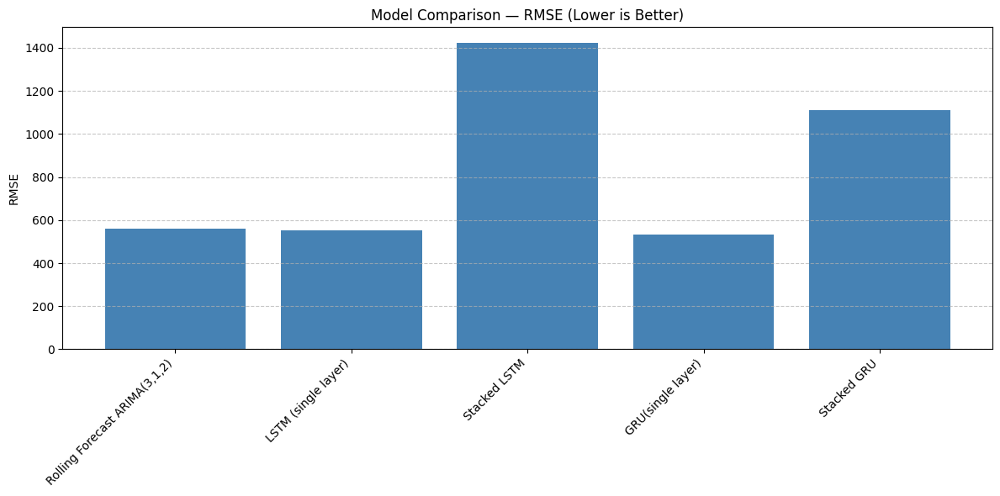 Model Comparison — RMSE (Lower is Better)
RMSE
1400
1200
1000
800
600
400
200
0
Rolling Forecast ARIMA(3,1,2)
LSTM (single layer)
Stacked LSTM
GRU(single layer)
Stacked GRU